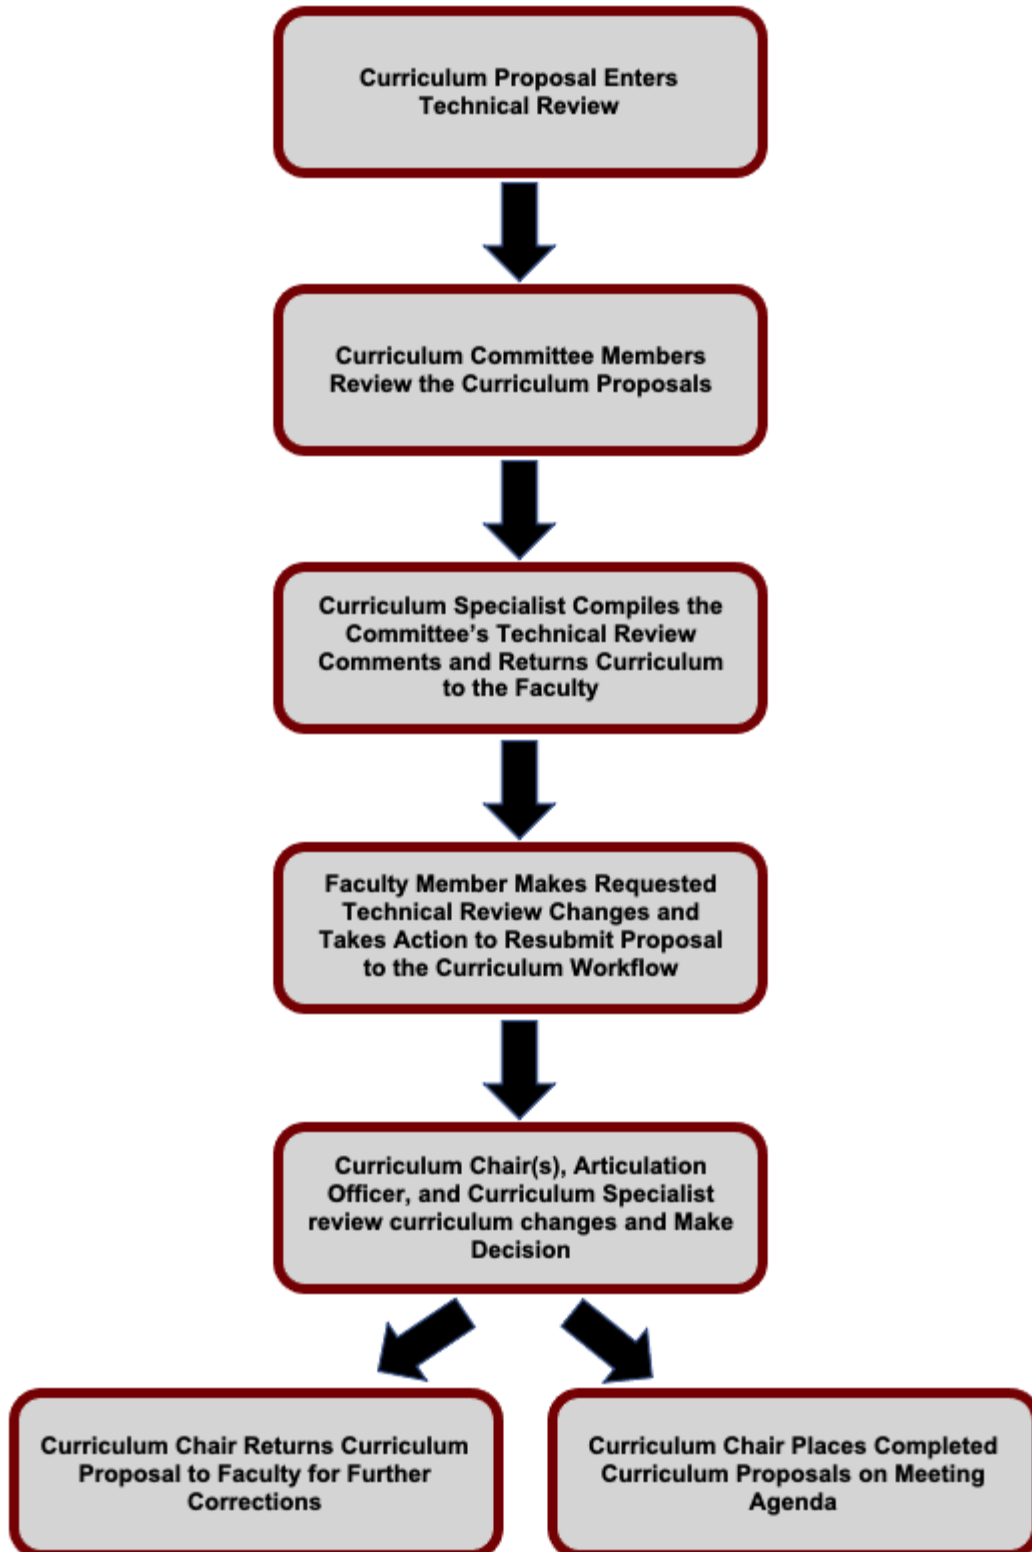 Curriculum Proposal Enters
Technical Review
Curriculum Committee Members
Review the Curriculum Proposals
Curriculum Specialist Compiles the
Committee’s Technical Review
Comments and Returns Curriculum
to the Faculty
Faculty Member Makes Requested
Technical Review Changes and
Takes Action to Resubmit Proposal
to the Curriculum Workflow
Curriculum Chair(s), Articulation
Officer, and Curriculum Specialist
review curriculum changes and Make
Decision
Curriculum Chair Returns Curriculum
Proposal to Faculty for Further
Corrections
Curriculum Chair Places Completed
Curriculum Proposals on Meeting
Agenda